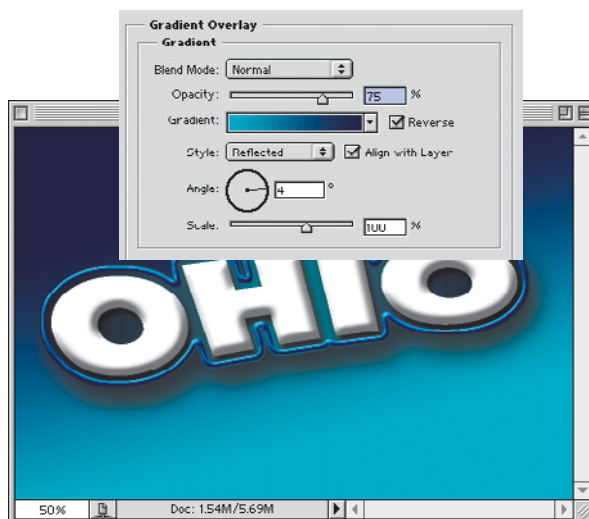 Gradient Overlay
Gradient
Blend Mode: Normal
Opacity: 75 %
Gradient: Reverse
Style: Reflected Align with Layer
Angle: 4 °
Scale: 100 %
OHIO
50% Doc: 1.54M/5.69M